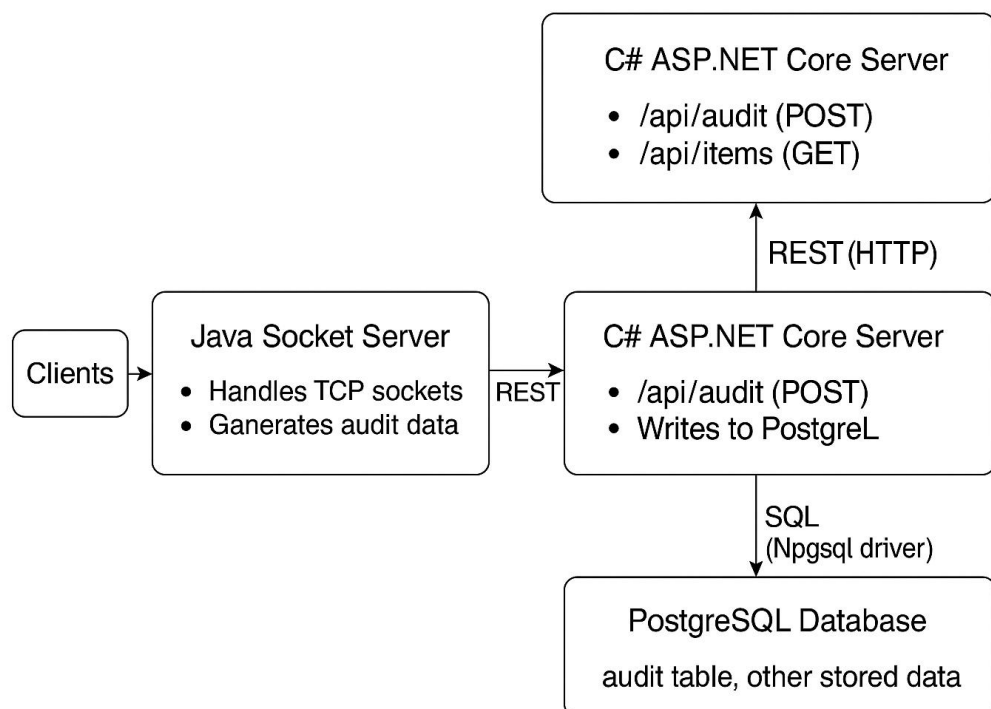 C# ASP.NET Core Server
• /api/audit (POST)
• /api/items (GET)
REST (HTTP)
Clients
Java Socket Server
• Handles TCP sockets
• Ganerates audit data
REST
C# ASP.NET Core Server
• /api/audit (POST)
• Writes to PostgreL
SQL
(Npgsql driver)
PostgreSQL Database
audit table, other stored data